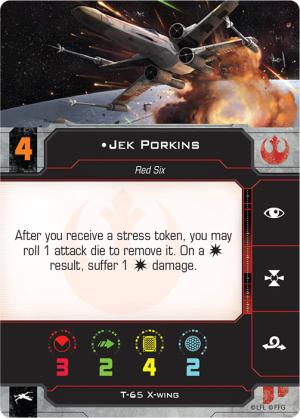 4
•Jek Porkins
Red Six
After you receive a stress token, you may
roll 1 attack die to remove it. On a
result, suffer 1 damage.
3 2 4 2
T-65 X-wing
©LFL ©FFG